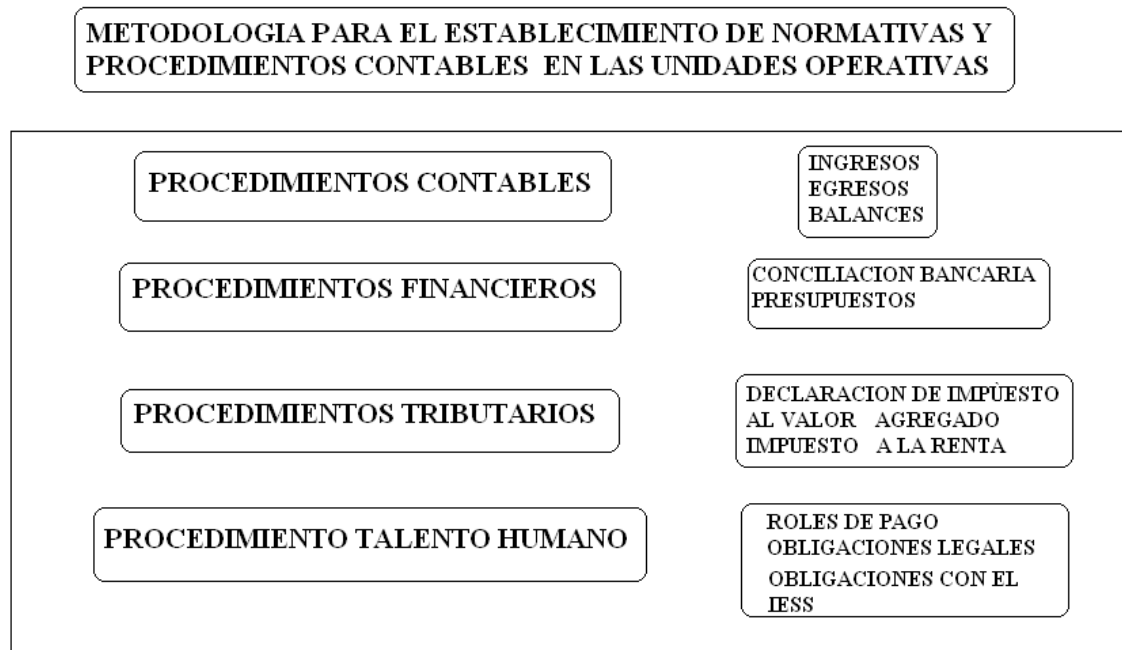 METODOLOGIA PARA EL ESTABLECIMIENTO DE NORMATIVAS Y
PROCEDIMIENTOS CONTABLES EN LAS UNIDADES OPERATIVAS
PROCEDIMIENTOS CONTABLES
INGRESOS
EGRESOS
BALANCES
PROCEDIMIENTOS FINANCIEROS
CONCILIACION BANCARIA
PRESUPUESTOS
PROCEDIMIENTOS TRIBUTARIOS
DECLARACION DE IMPÙESTO
AL VALOR AGREGADO
IMPUESTO A LA RENTA
PROCEDIMIENTO TALENTO HUMANO
ROLES DE PAGO
OBLIGACIONES LEGALES
OBLIGACIONES CON EL
IESS